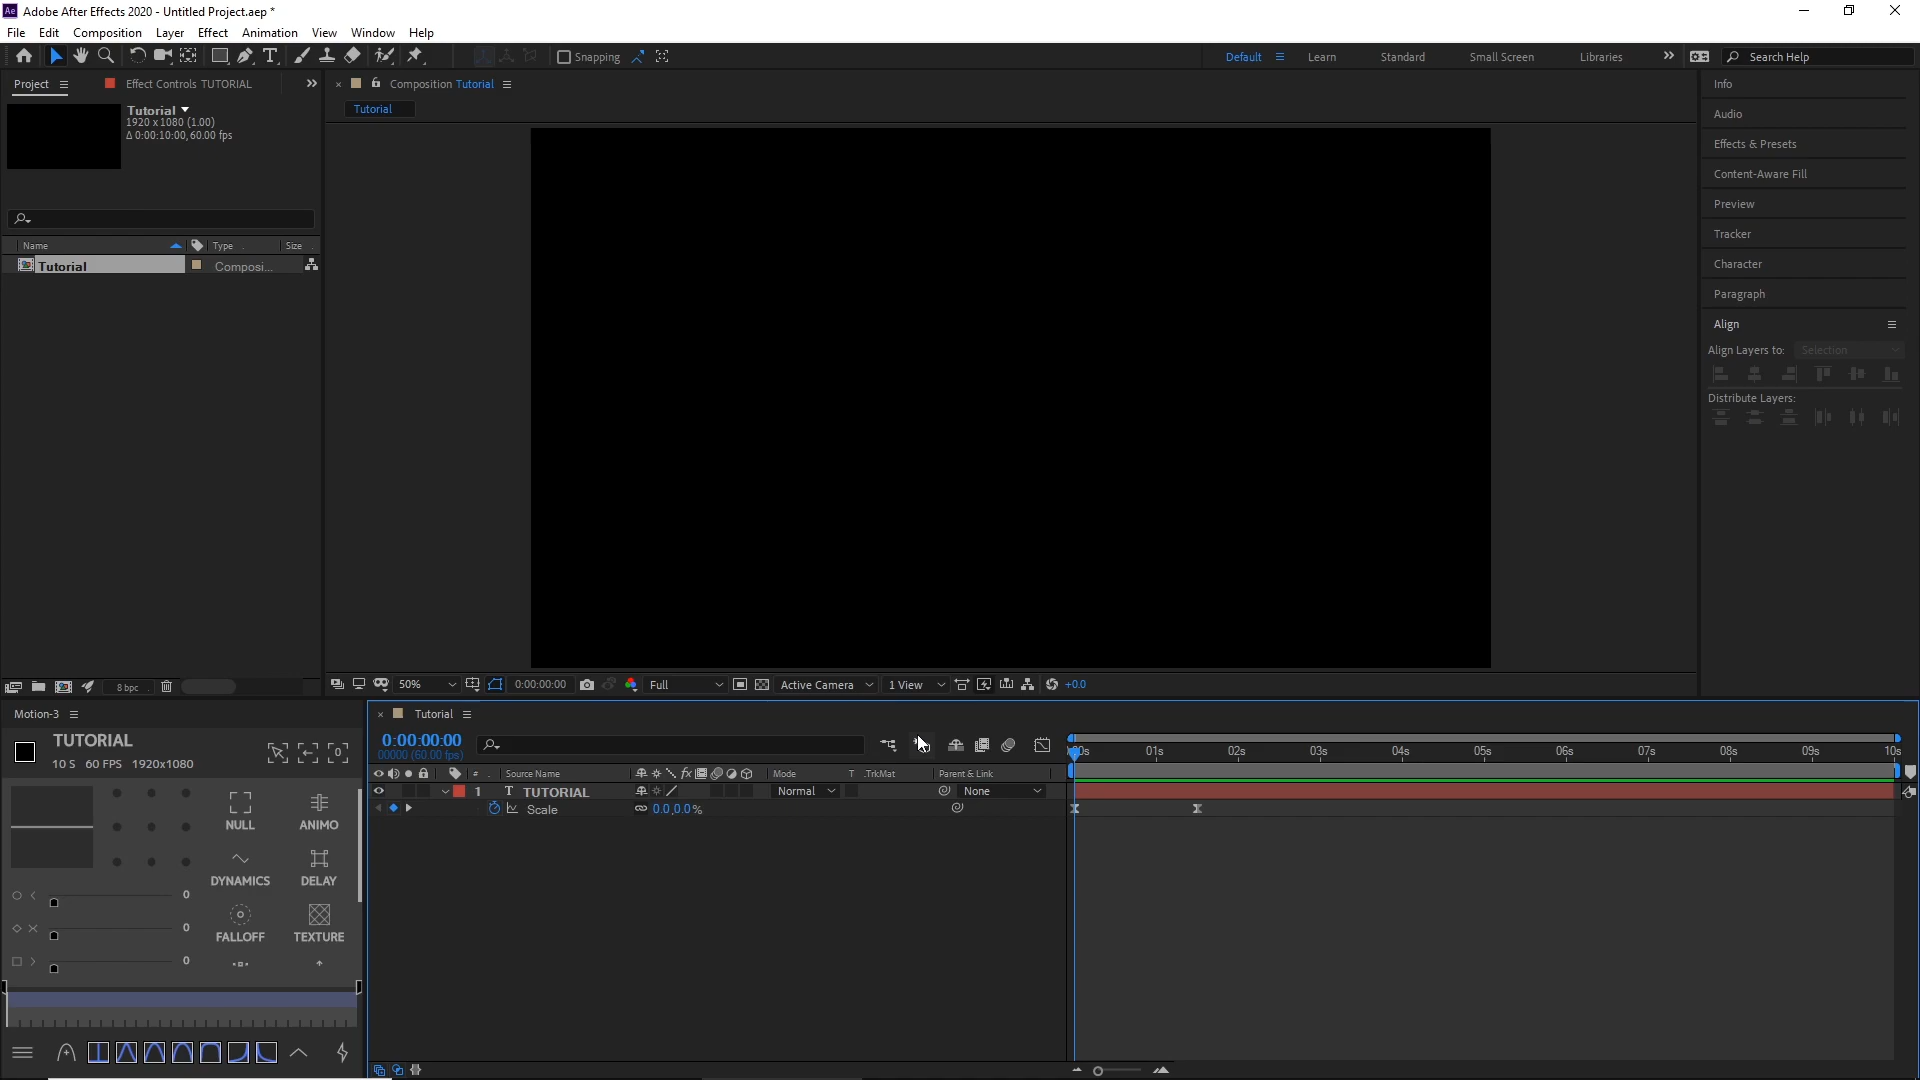 Ae Adobe After Effects 2020 - Untitled Project.aep *
File Edit Composition Layer Effect Animation View Window Help
Snapping Default Learn Standard Small Screen Libraries Search Help
Project Effect Controls TUTORIAL
Tutorial
1920 x 1080 (1.00)
Δ 0:00:10:00, 60.00 fps
Name Type Size
Tutorial Composi...
8 bpc
Composition Tutorial
Tutorial
50% 0:00:00:00 Full Active Camera 1 View +0.0
Info
Audio
Effects & Presets
Content-Aware Fill
Preview
Tracker
Character
Paragraph
Align
Align Layers to: Selection
Distribute Layers:
Motion-3
TUTORIAL
10 S 60 FPS 1920x1080
NULL ANIMO
DYNAMICS DELAY
FALLOFF TEXTURE
0
0
0
Tutorial
0:00:00:00
00000 (60.00 fps)
# Source Name Mode T .TrkMat Parent & Link
1 T TUTORIAL Normal None
Scale 0.0,0.0%
01s 02s 03s 04s 05s 06s 07s 08s 09s 10s